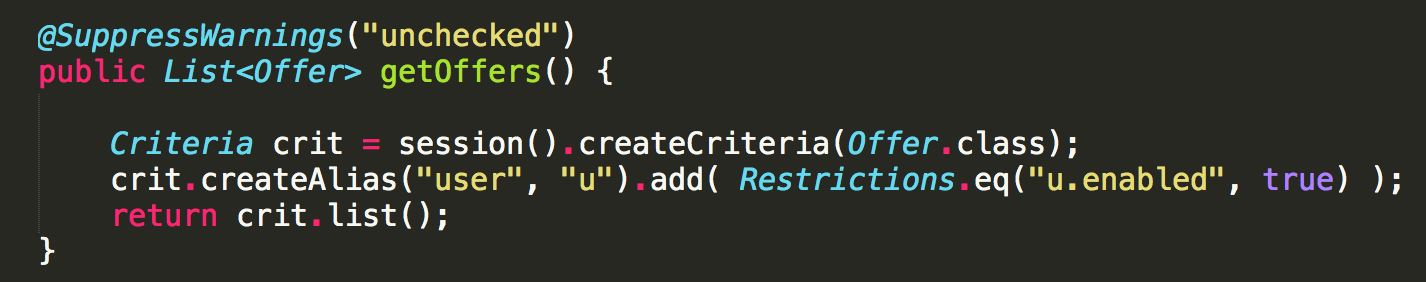 @SuppressWarnings("unchecked")
public List<Offer> getOffers() {
Criteria crit = session().createCriteria(Offer.class);
crit.createAlias("user", "u").add( Restrictions.eq("u.enabled", true) );
return crit.list();
}